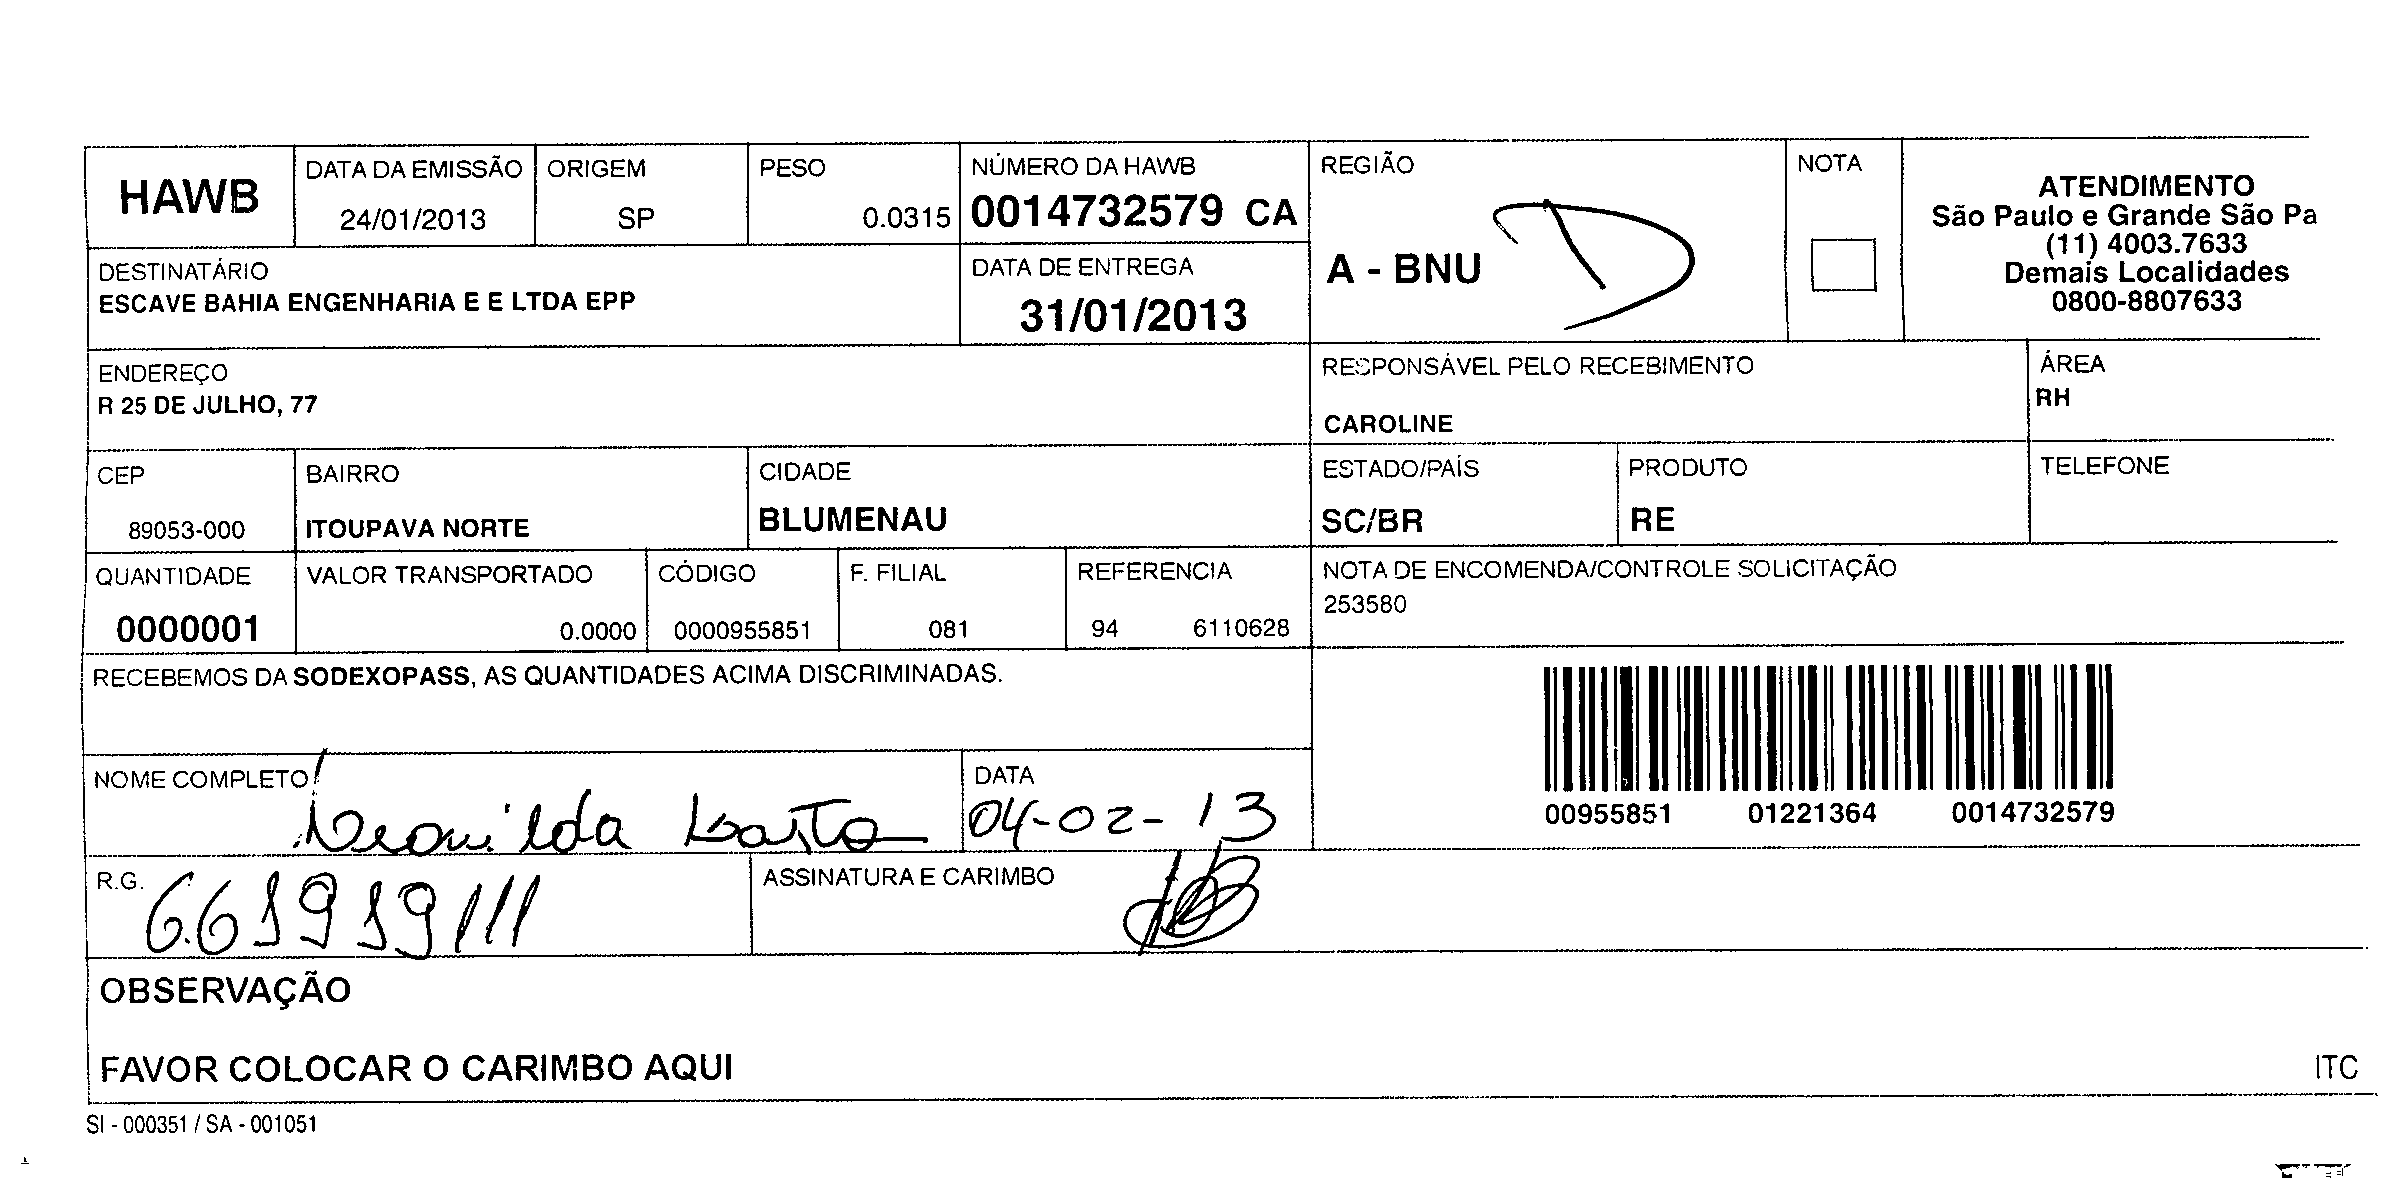 HAWB
DATA DA EMISSÃO
24/01/2013
ORIGEM
SP
PESO
0.0315
NÚMERO DA HAWB
0014732579 CA
REGIÃO
A - BNU
NOTA
ATENDIMENTO
São Paulo e Grande São Pa
(11) 4003.7633
Demais Localidades
0800-8807633
DESTINATÁRIO
ESCAVE BAHIA ENGENHARIA E E LTDA EPP
DATA DE ENTREGA
31/01/2013
ENDEREÇO
R 25 DE JULHO, 77
RESPONSÁVEL PELO RECEBIMENTO
CAROLINE
ÁREA
RH
CEP
89053-000
BAIRRO
ITOUPAVA NORTE
CIDADE
BLUMENAU
ESTADO/PAÍS
SC/BR
PRODUTO
RE
TELEFONE
QUANTIDADE
0000001
VALOR TRANSPORTADO
0.0000
CÓDIGO
0000955851
F. FILIAL
081
REFERENCIA
94 6110628
NOTA DE ENCOMENDA/CONTROLE SOLICITAÇÃO
253580
RECEBEMOS DA SODEXOPASS, AS QUANTIDADES ACIMA DISCRIMINADAS.
00955851 01221364 0014732579
NOME COMPLETO
DATA
04-02-13
R.G.
ASSINATURA E CARIMBO
OBSERVAÇÃO
FAVOR COLOCAR O CARIMBO AQUI
ITC
SI - 000351 / SA - 001051